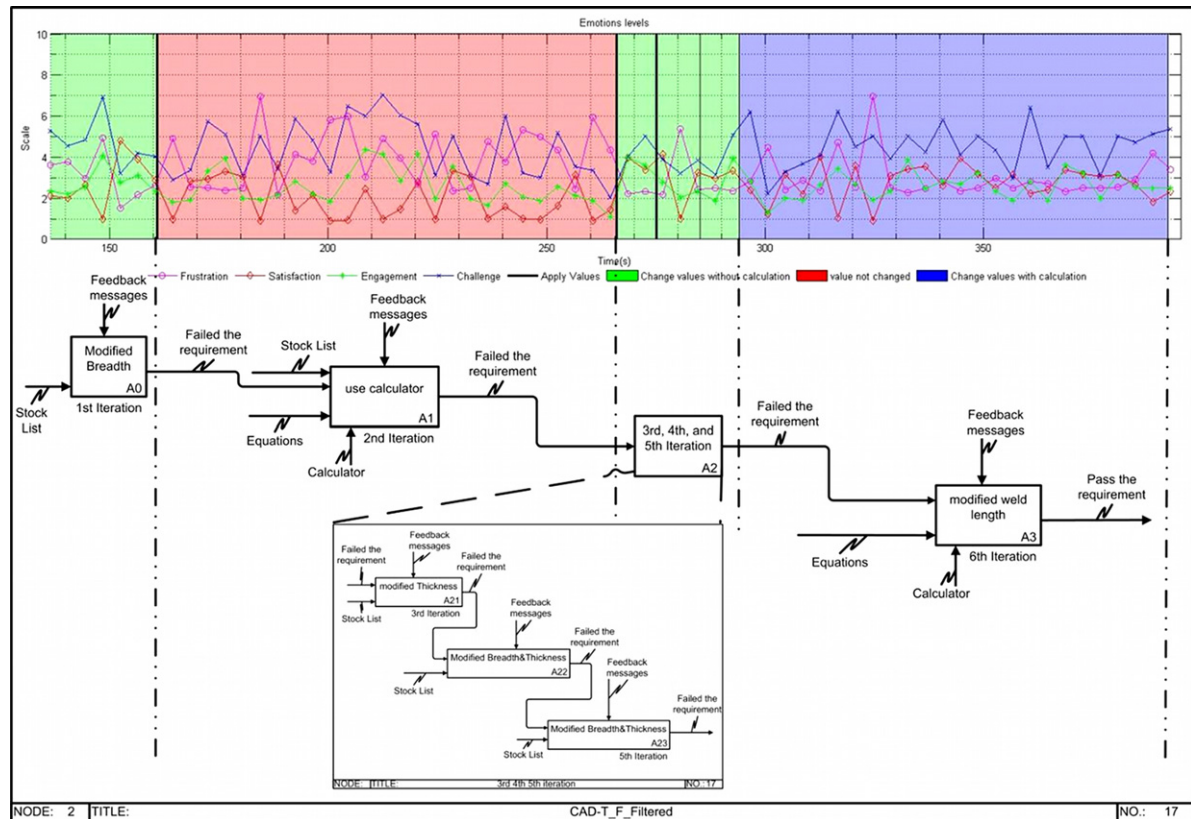 Emotions levels
10
8
6
4
2
0
Scale
150
200
250
300
350
Time(s)
Frustration
Satisfaction
Engagement
Challenge
Apply Values
Change values without calculation
value not changed
Change values with calculation
Feedback
messages
Modified
Breadth
A0
1st Iteration
Stock
List
Failed the
requirement
Stock List
Feedback
messages
use calculator
A1
2nd Iteration
Equations
Calculator
Failed the
requirement
3rd, 4th, and
5th Iteration
A2
Failed the
requirement
Feedback
messages
modified weld
length
A3
6th Iteration
Equations
Calculator
Pass the
requirement
Failed the
requirement
Feedback
messages
Failed the
requirement
modified Thickness
A21
3rd Iteration
Stock List
Feedback
messages
Failed the
requirement
Modified Breadth&Thickness
A22
Stock List
Feedback
messages
Failed the
requirement
Modified Breadth&Thickness
A23
5th Iteration
Stock List
NODE: TITLE: 3rd 4th 5th iteration NO.: 17
NODE: 2 TITLE: CAD-T_F_Filtered NO.: 17